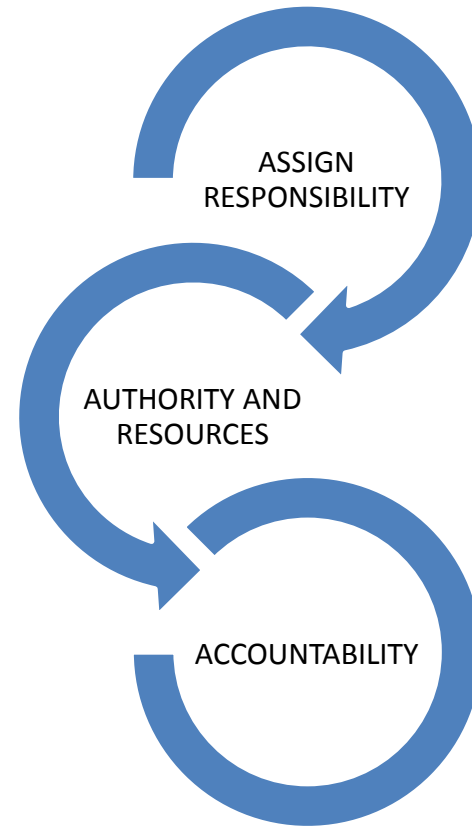 ASSIGN
RESPONSIBILITY
AUTHORITY AND
RESOURCES
ACCOUNTABILITY